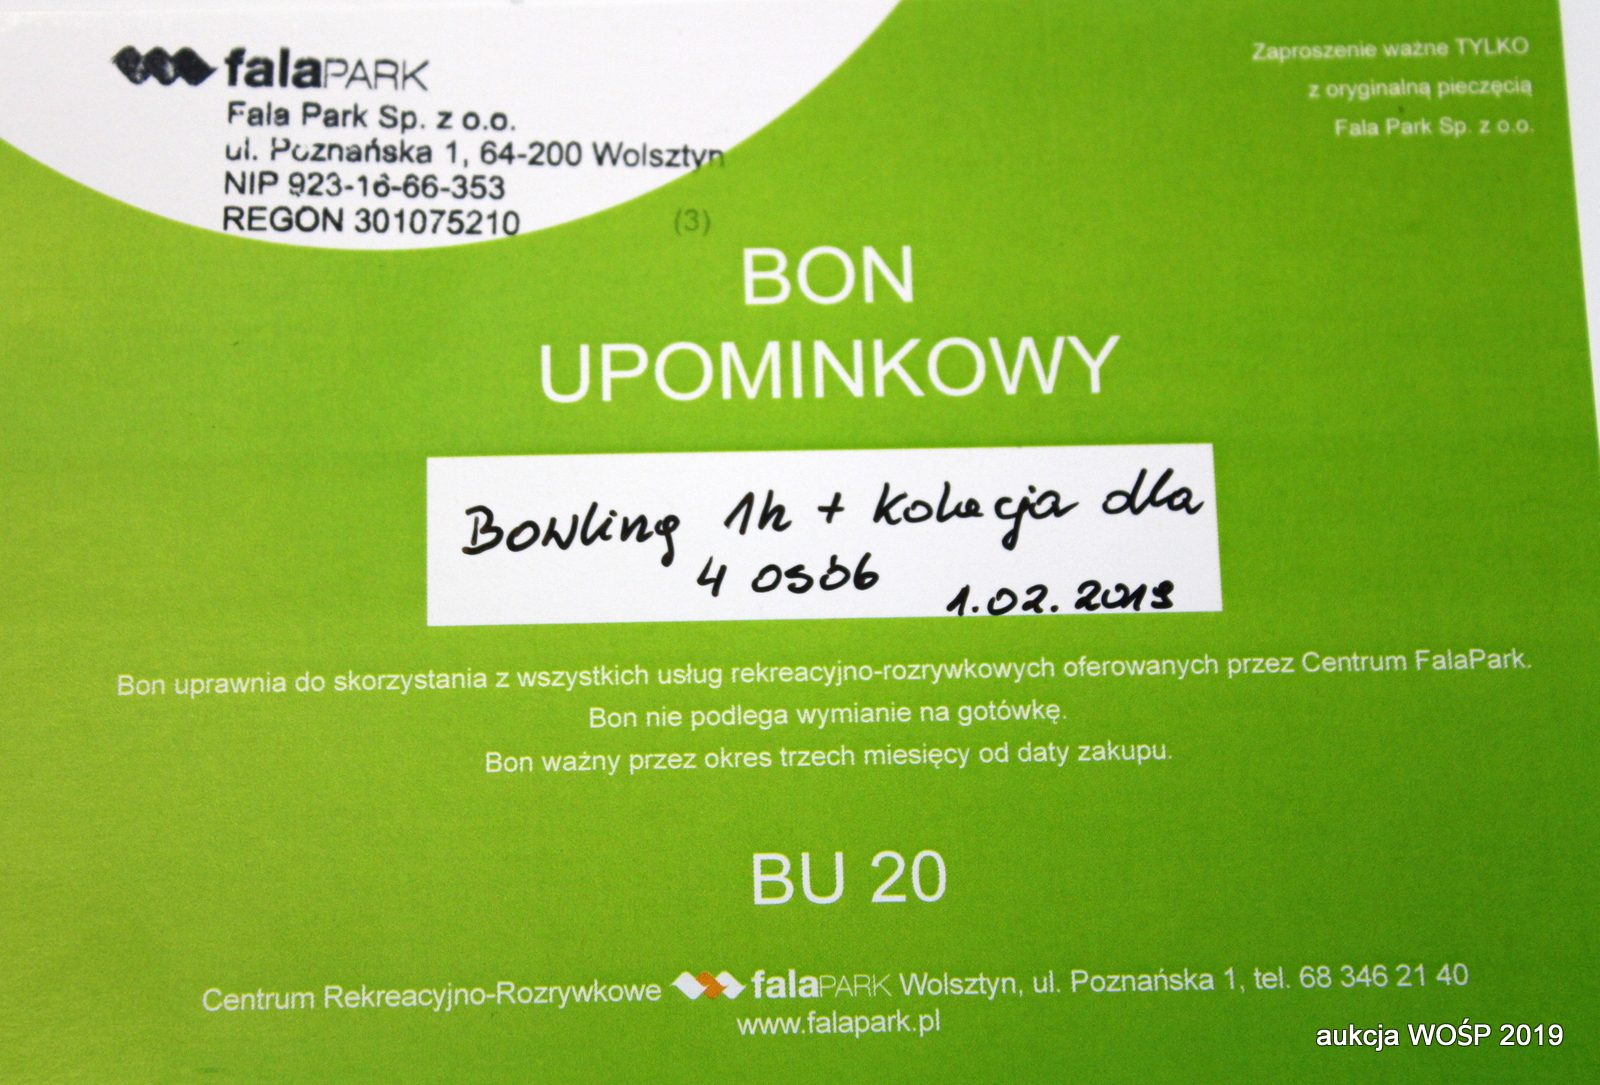 falaPARK
Fala Park Sp. z o.o.
ul. Poznańska 1, 64-200 Wolsztyn
NIP 923-16-66-353
REGON 301075210
(3)
Zaproszenie ważne TYLKO
z oryginalną pieczęcią
Fala Park Sp. z o.o.
BON
UPOMINKOWY
Bowling 1h + kolacja dla
4 osób
1.02.2019
Bon uprawnia do skorzystania z wszystkich usług rekreacyjno-rozrywkowych oferowanych przez Centrum FalaPark.
Bon nie podlega wymianie na gotówkę.
Bon ważny przez okres trzech miesięcy od daty zakupu.
BU 20
Centrum Rekreacyjno-Rozrywkowe falaPARK Wolsztyn, ul. Poznańska 1, tel. 68 346 21 40
www.falapark.pl
aukcja WOŚP 2019